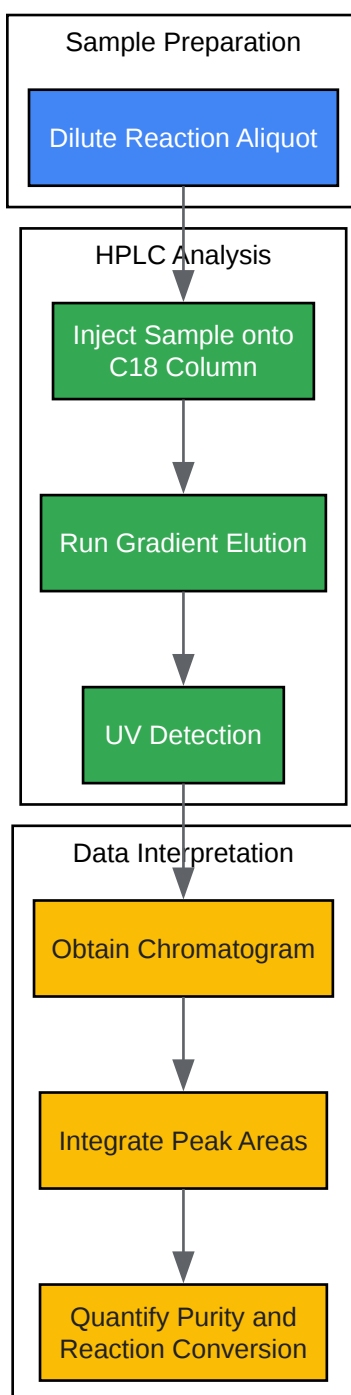 Sample Preparation
Dilute Reaction Aliquot
HPLC Analysis
Inject Sample onto
C18 Column
Run Gradient Elution
UV Detection
Data Interpretation
Obtain Chromatogram
Integrate Peak Areas
Quantify Purity and
Reaction Conversion